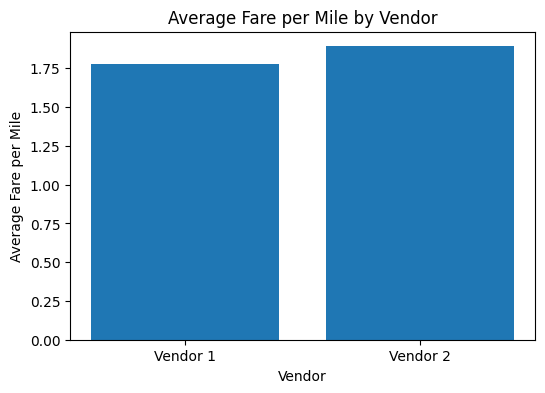 Average Fare per Mile by Vendor
Average Fare per Mile
1.75
1.50
1.25
1.00
0.75
0.50
0.25
0.00
Vendor 1
Vendor 2
Vendor